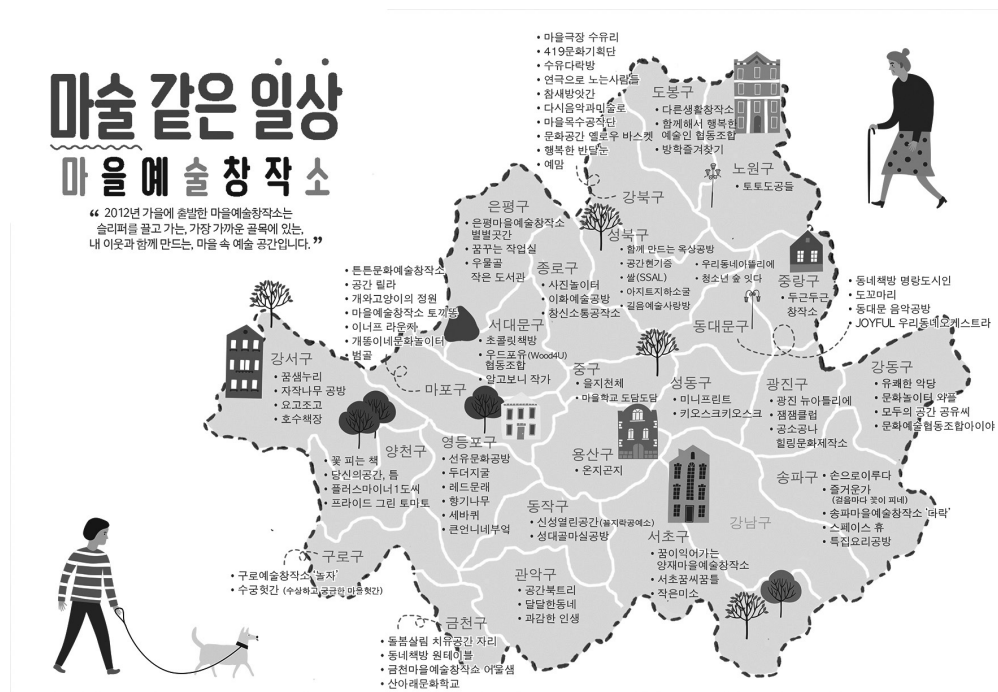 마술 같은 일상
마을예술창작소
“ 2012년 가을에 출발한 마을예술창작소는
슬리퍼를 끌고 가는, 가장 가까운 골목에 있는,
내 이웃과 함께 만드는, 마을 속 예술 공간입니다. ”
• 마을극장 수유리
• 419문화기획단
• 수유다락방
• 연극으로 노는사람들
• 참새방앗간
• 다시음악과미술로
• 마을목수공작단
• 문화공간 옐로우 바스켓
• 행복한 반달눈
• 예맘
도봉구
• 다른생활창작소
• 함께해서 행복한
예술인 협동조합
• 방학즐겨찾기
노원구
• 토토도공들
강북구
은평구
• 은평마을예술창작소
별별곳간
• 꿈꾸는 작업실
• 우물골
작은 도서관
성북구
• 함께 만드는 옥상공방
• 공간현기증
• 쌀(SSAL)
• 아지트지하소굴
• 길음예술사랑방
• 우리동네아뜰리에
• 청소년 숲 잇다
종로구
• 사진놀이터
• 이화예술공방
• 창신소통공작소
중랑구
• 두근두근
창작소
동대문구
• 동네책방 명랑도시인
• 도꼬마리
• 동대문 음악공방
• JOYFUL 우리동네오케스트라
• 튼튼문화예술창작소
• 공간 릴라
• 개와고양이의 정원
• 마을예술창작소 토끼똥
• 이너프 라운지
• 개똥이네문화놀이터
• 범골
서대문구
• 초콜릿책방
• 우드포유(Wood4U)
협동조합
• 알고보니 작가
마포구
중구
• 을지천체
• 마을학교 도담도담
강서구
• 꿈샘누리
• 자작나무 공방
• 요고조고
• 호수책장
성동구
• 미니프린트
• 키오스크키오스크
광진구
• 광진 뉴아틀리에
• 잼잼클럽
• 공소공나
힐링문화제작소
강동구
• 유쾌한 악당
• 문화놀이터 와플
• 모두의 공간 공유씨
• 문화예술협동조합아이야
양천구
• 꽃 피는 책
• 당신의공간, 틈
• 플러스마이너1도씨
• 프라이드 그린 토마토
영등포구
• 선유문화공방
• 두더지굴
• 레드문래
• 향기나무
• 세바퀴
• 큰언니네부엌
용산구
• 온지곤지
송파구
• 손으로이루다
• 즐거운가
(걸음마다 꽃이 피네)
• 송파마을예술창작소 '다락'
• 스페이스 휴
• 특집요리공방
동작구
• 신성열린공간(꼼지락공예소)
• 성대골마실공방
강남구
서초구
• 꿈이익어가는
양재마을예술창작소
• 서초꿈씨꿈틀
• 작은미소
구로구
• 구로예술창작소 '놀자'
• 수궁헛간 (수상하고 궁금한 마을헛간)
관악구
• 공간북트리
• 달달한동네
• 과감한 인생
금천구
• 돌봄살림 치유공간 자리
• 동네책방 원테이블
• 금천마을예술창작소 어울샘
• 산아래문화학교